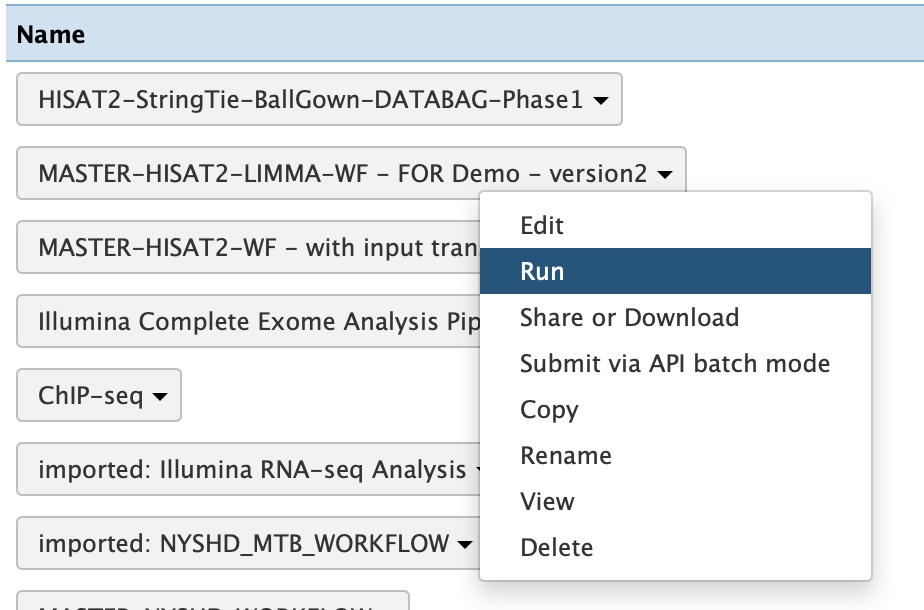 Name
HISAT2-StringTie-BallGown-DATABAG-Phase1
MASTER-HISAT2-LIMMA-WF - FOR Demo - version2
MASTER-HISAT2-WF - with input tran
Illumina Complete Exome Analysis Pip
ChIP-seq
imported: Illumina RNA-seq Analysis
imported: NYSHD_MTB_WORKFLOW
MASTER-NYSHD_WORKFLOW
Edit
Run
Share or Download
Submit via API batch mode
Copy
Rename
View
Delete